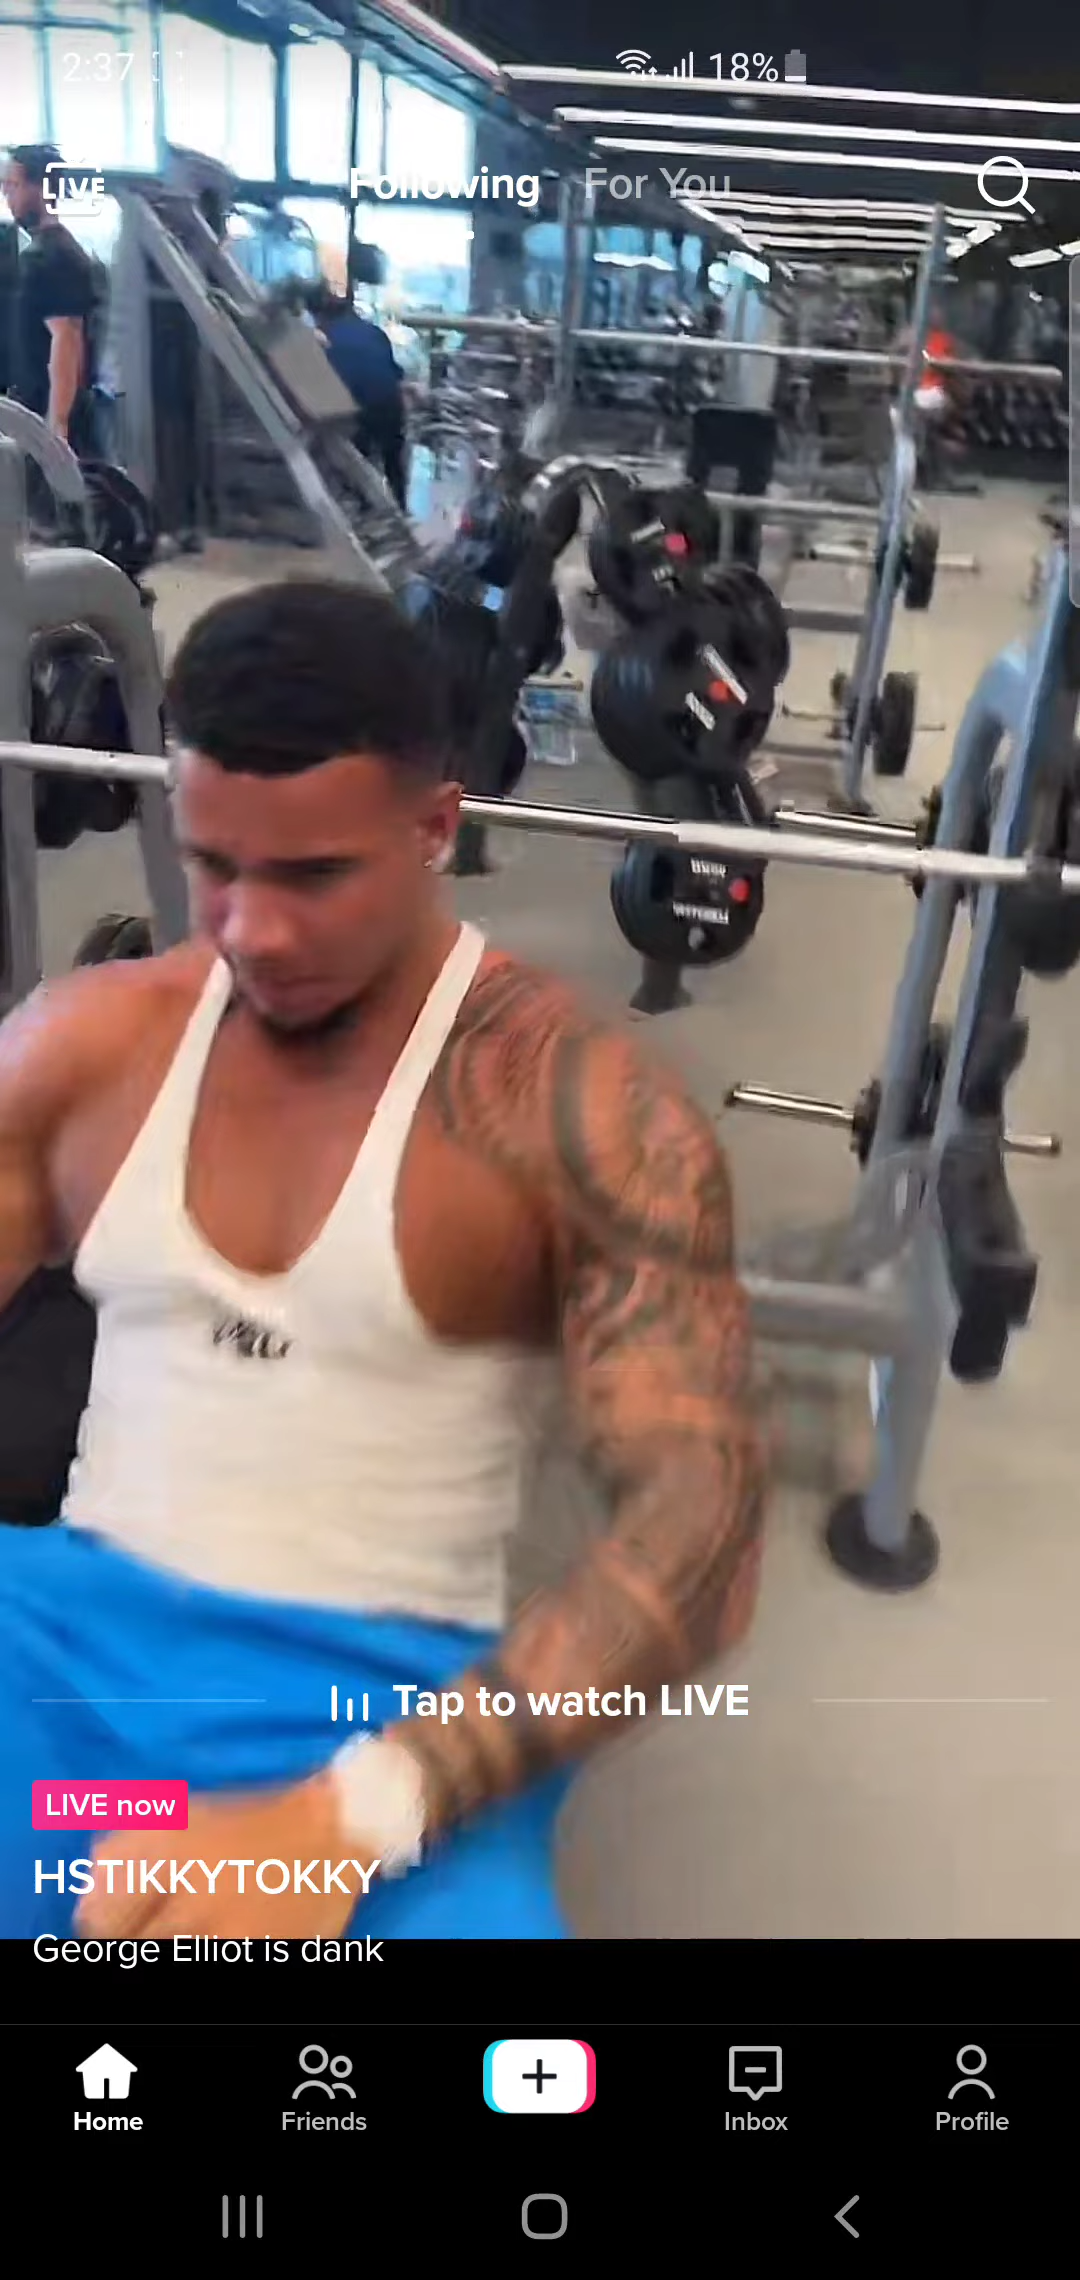 2:37 18%
LIVE Following For You
Tap to watch LIVE
LIVE now
HSTIKKYTOKKY
George Elliot is dank
Home Friends Inbox Profile